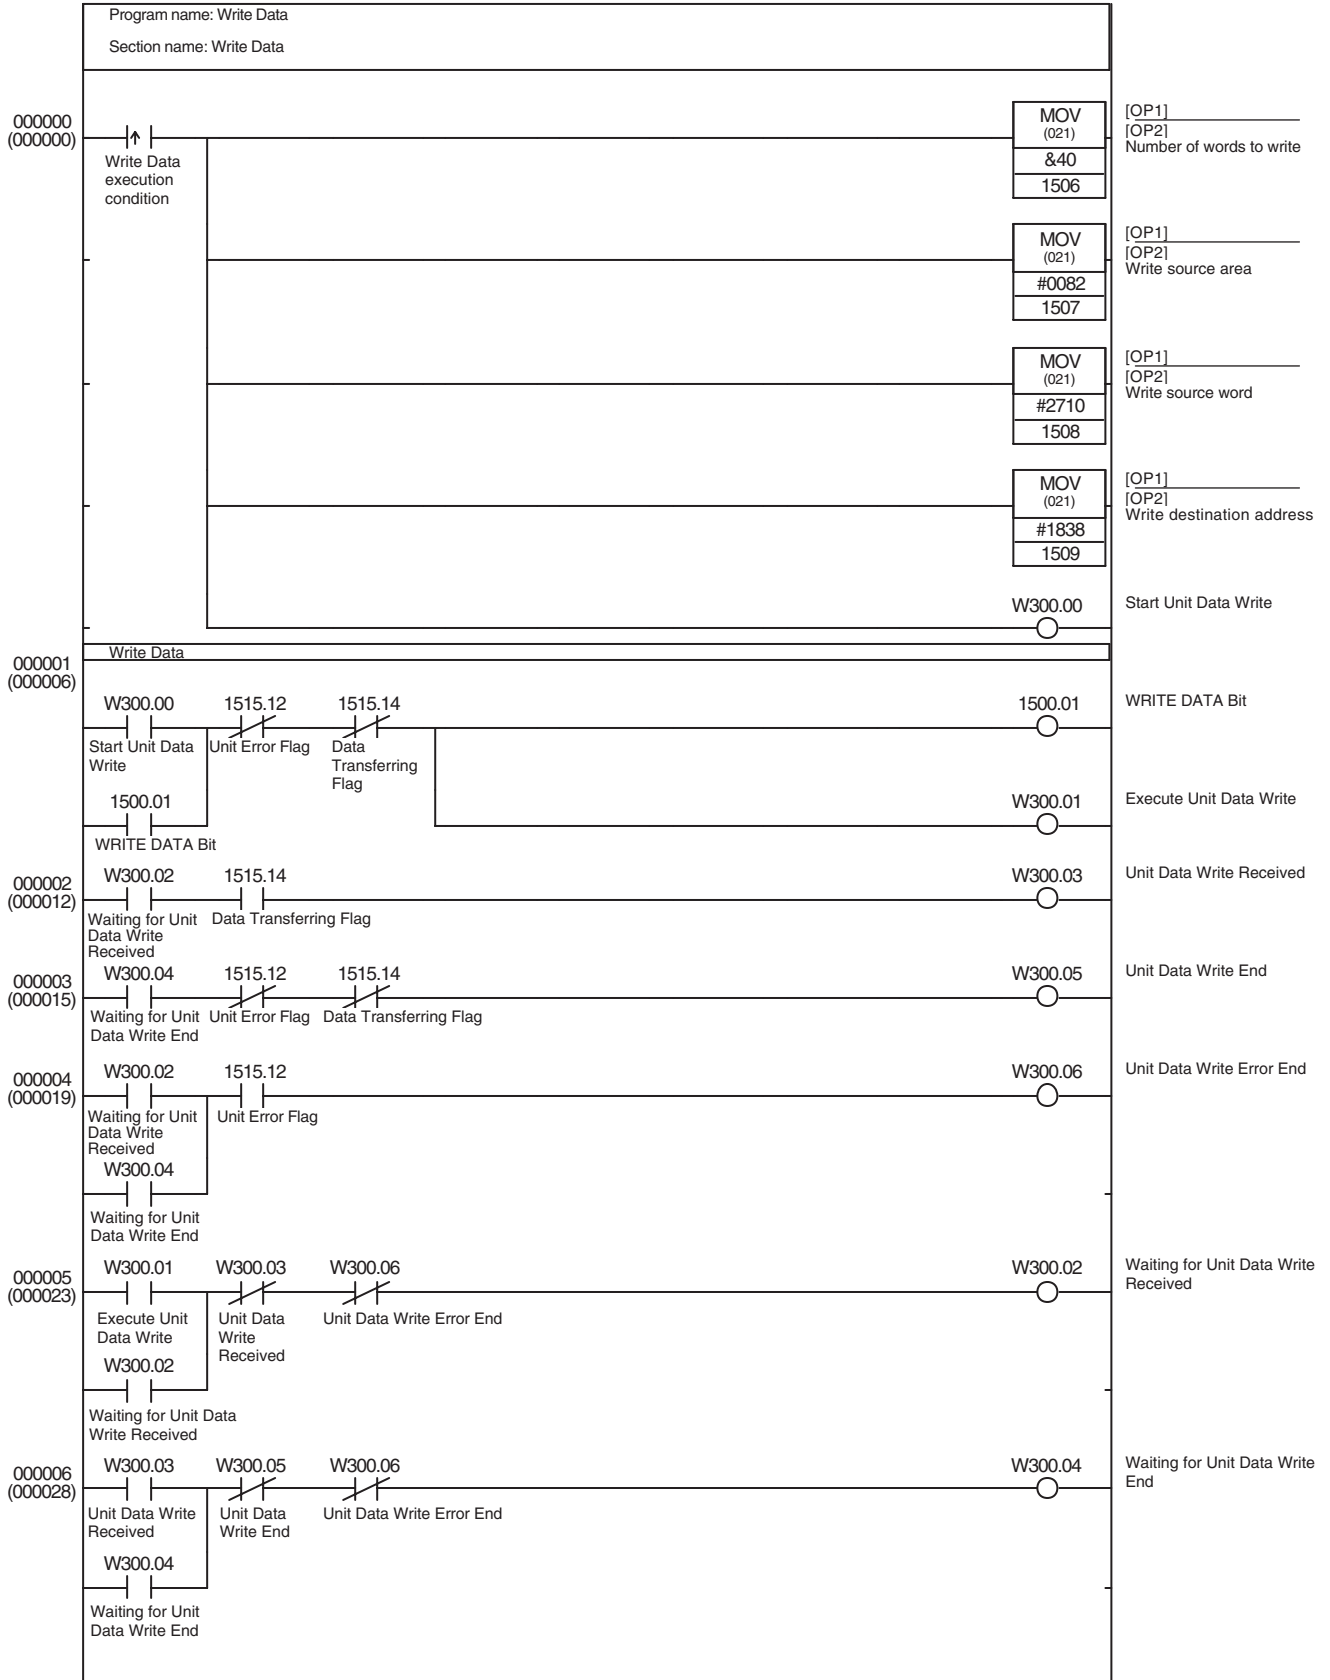 Program name: Write Data
Section name: Write Data
000000
(000000)
Write Data
execution
condition
MOV
(021)
&40
1506
[OP1]
[OP2]
Number of words to write
MOV
(021)
#0082
1507
[OP1]
[OP2]
Write source area
MOV
(021)
#2710
1508
[OP1]
[OP2]
Write source word
MOV
(021)
#1838
1509
[OP1]
[OP2]
Write destination address
W300.00
Start Unit Data Write
Write Data
000001
(000006)
W300.00 1515.12 1515.14 1500.01
WRITE DATA Bit
Start Unit Data Unit Error Flag Data
Write Transferring
Flag
1500.01 W300.01
Execute Unit Data Write
WRITE DATA Bit
000002
(000012)
W300.02 1515.14 W300.03
Unit Data Write Received
Waiting for Unit Data Transferring Flag
Data Write
Received
000003
(000015)
W300.04 1515.12 1515.14 W300.05
Unit Data Write End
Waiting for Unit Unit Error Flag Data Transferring Flag
Data Write End
000004
(000019)
W300.02 1515.12 W300.06
Unit Data Write Error End
Waiting for Unit Unit Error Flag
Data Write
Received
W300.04
Waiting for Unit
Data Write End
000005
(000023)
W300.01 W300.03 W300.06 W300.02
Waiting for Unit Data Write
Received
Execute Unit Unit Data Unit Data Write Error End
Data Write Write
Received
W300.02
Waiting for Unit Data
Write Received
000006
(000028)
W300.03 W300.05 W300.06 W300.04
Waiting for Unit Data Write
End
Unit Data Write Unit Data Unit Data Write Error End
Received Write End
W300.04
Waiting for Unit
Data Write End